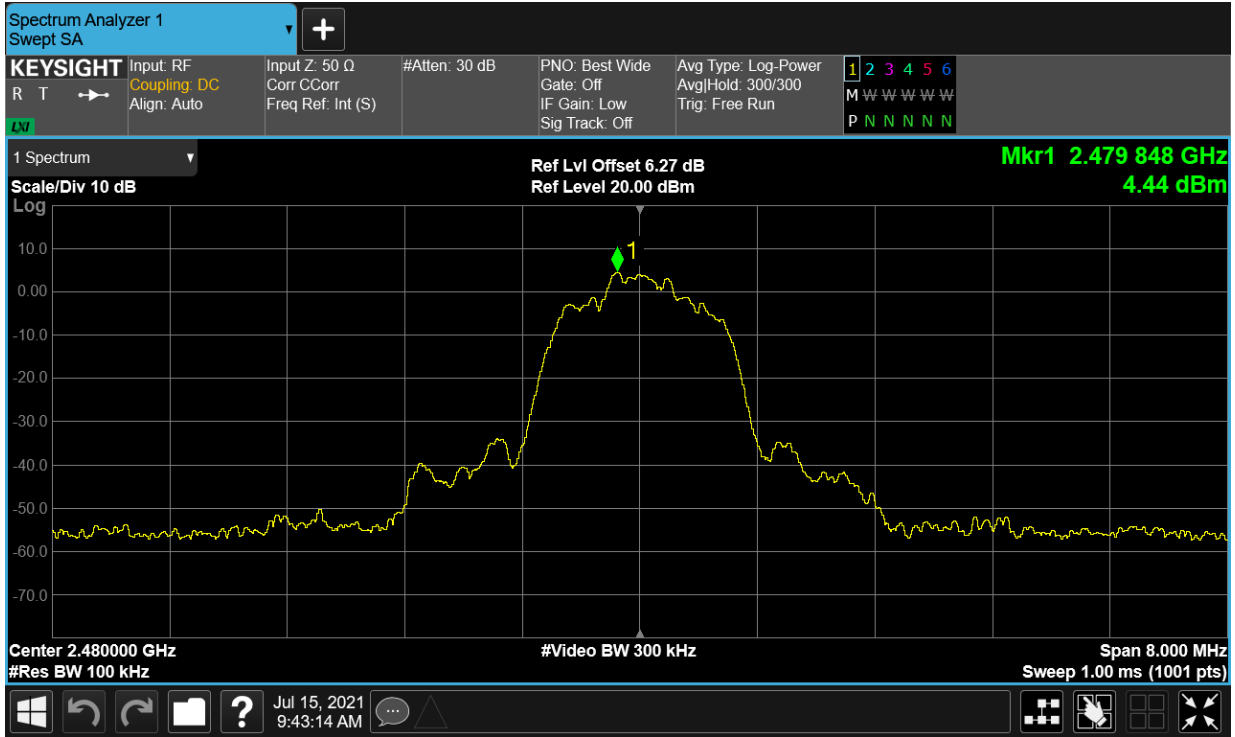 Spectrum Analyzer 1
Swept SA
+
KEYSIGHT
R T
LXI
Input: RF
Coupling: DC
Align: Auto
Input Z: 50 Ω
Corr CCorr
Freq Ref: Int (S)
#Atten: 30 dB
PNO: Best Wide
Gate: Off
IF Gain: Low
Sig Track: Off
Avg Type: Log-Power
Avg|Hold: 300/300
Trig: Free Run
1 2 3 4 5 6
M W W W W W
P N N N N N
1 Spectrum
Scale/Div 10 dB
Log
Ref Lvl Offset 6.27 dB
Ref Level 20.00 dBm
Mkr1 2.479 848 GHz
4.44 dBm
1
10.0
0.00
-10.0
-20.0
-30.0
-40.0
-50.0
-60.0
-70.0
Center 2.480000 GHz
#Res BW 100 kHz
#Video BW 300 kHz
Span 8.000 MHz
Sweep 1.00 ms (1001 pts)
?
Jul 15, 2021
9:43:14 AM